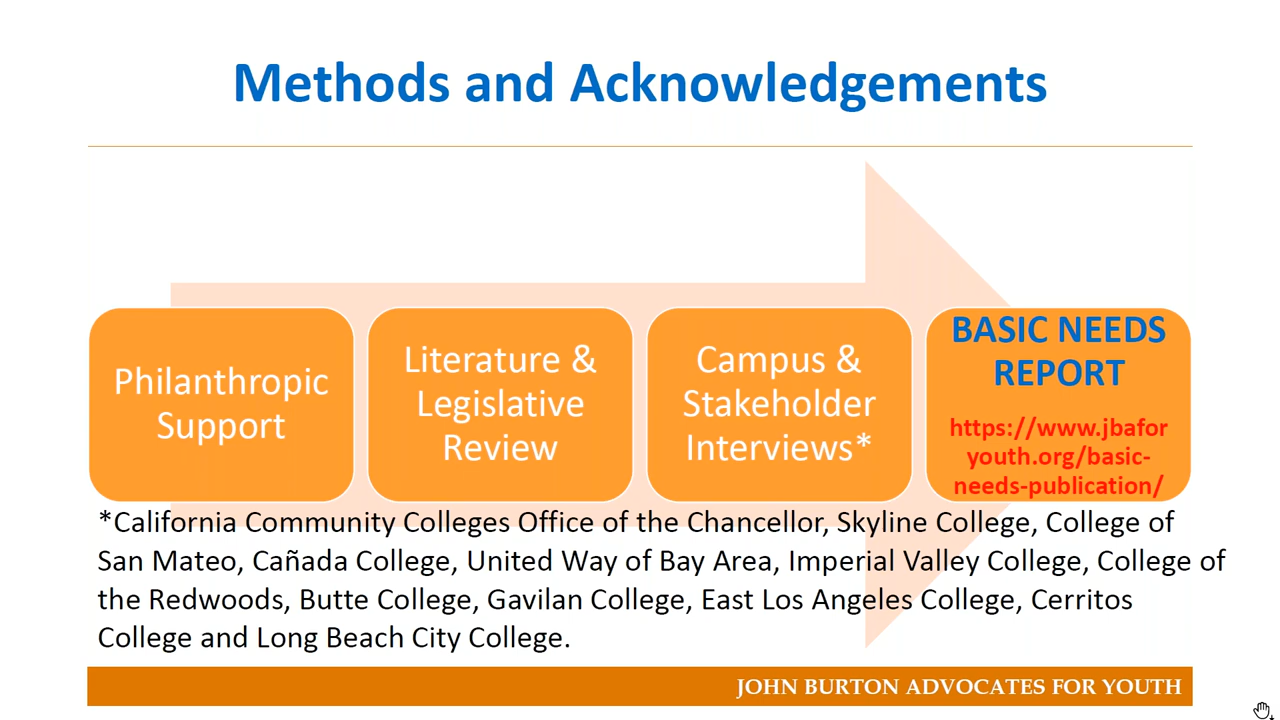 Methods and Acknowledgements
Philanthropic
Support
Literature &
Legislative
Review
Campus &
Stakeholder
Interviews*
BASIC NEEDS
REPORT
https://www.jbafor
youth.org/basic-
needs-publication/
*California Community Colleges Office of the Chancellor, Skyline College, College of
San Mateo, Cañada College, United Way of Bay Area, Imperial Valley College, College of
the Redwoods, Butte College, Gavilan College, East Los Angeles College, Cerritos
College and Long Beach City College.
JOHN BURTON ADVOCATES FOR YOUTH